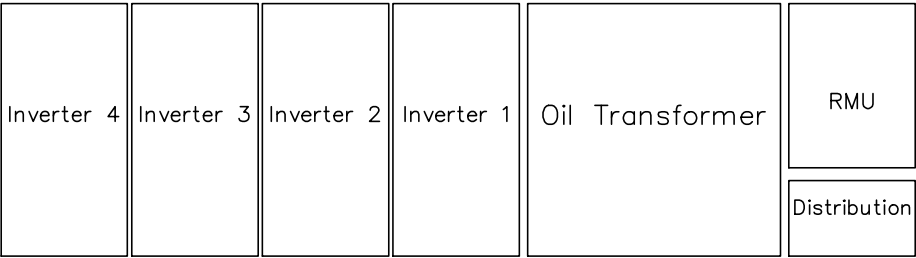 Inverter 4
Inverter 3
Inverter 2
Inverter 1
Oil Transformer
RMU
Distribution